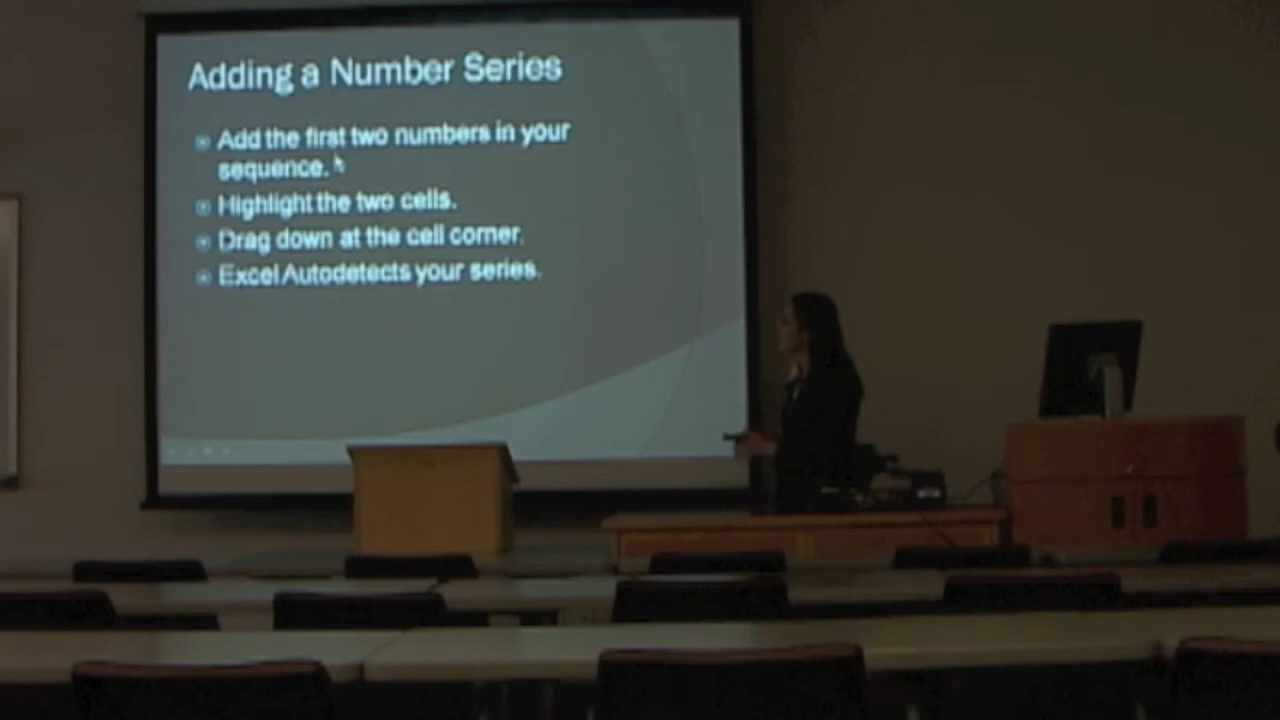 Adding a Number Series
Add the first two numbers in your
sequence.
Highlight the two cells.
Drag down at the cell corner.
Excel Autodetects your series.